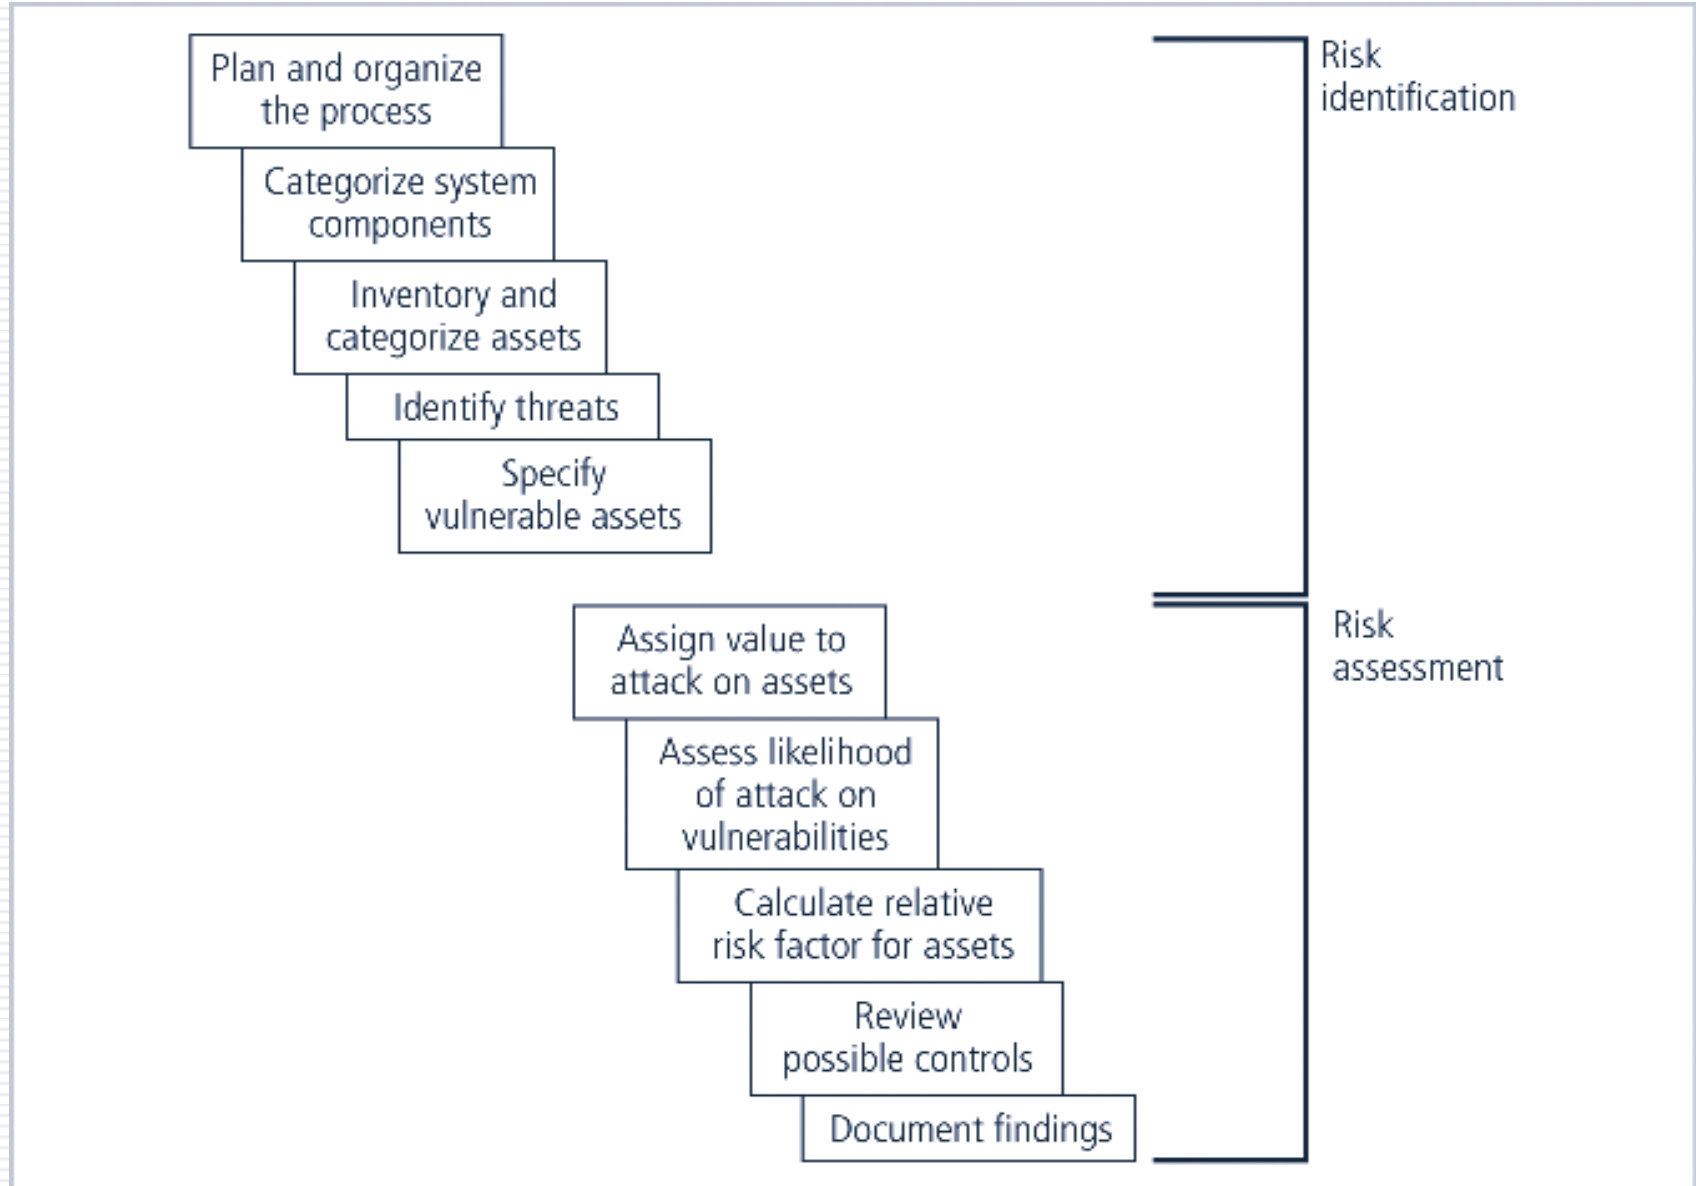 Plan and organize
the process
Categorize system
components
Inventory and
categorize assets
Identify threats
Specify
vulnerable assets
Risk
identification
Assign value to
attack on assets
Assess likelihood
of attack on
vulnerabilities
Calculate relative
risk factor for assets
Review
possible controls
Document findings
Risk
assessment